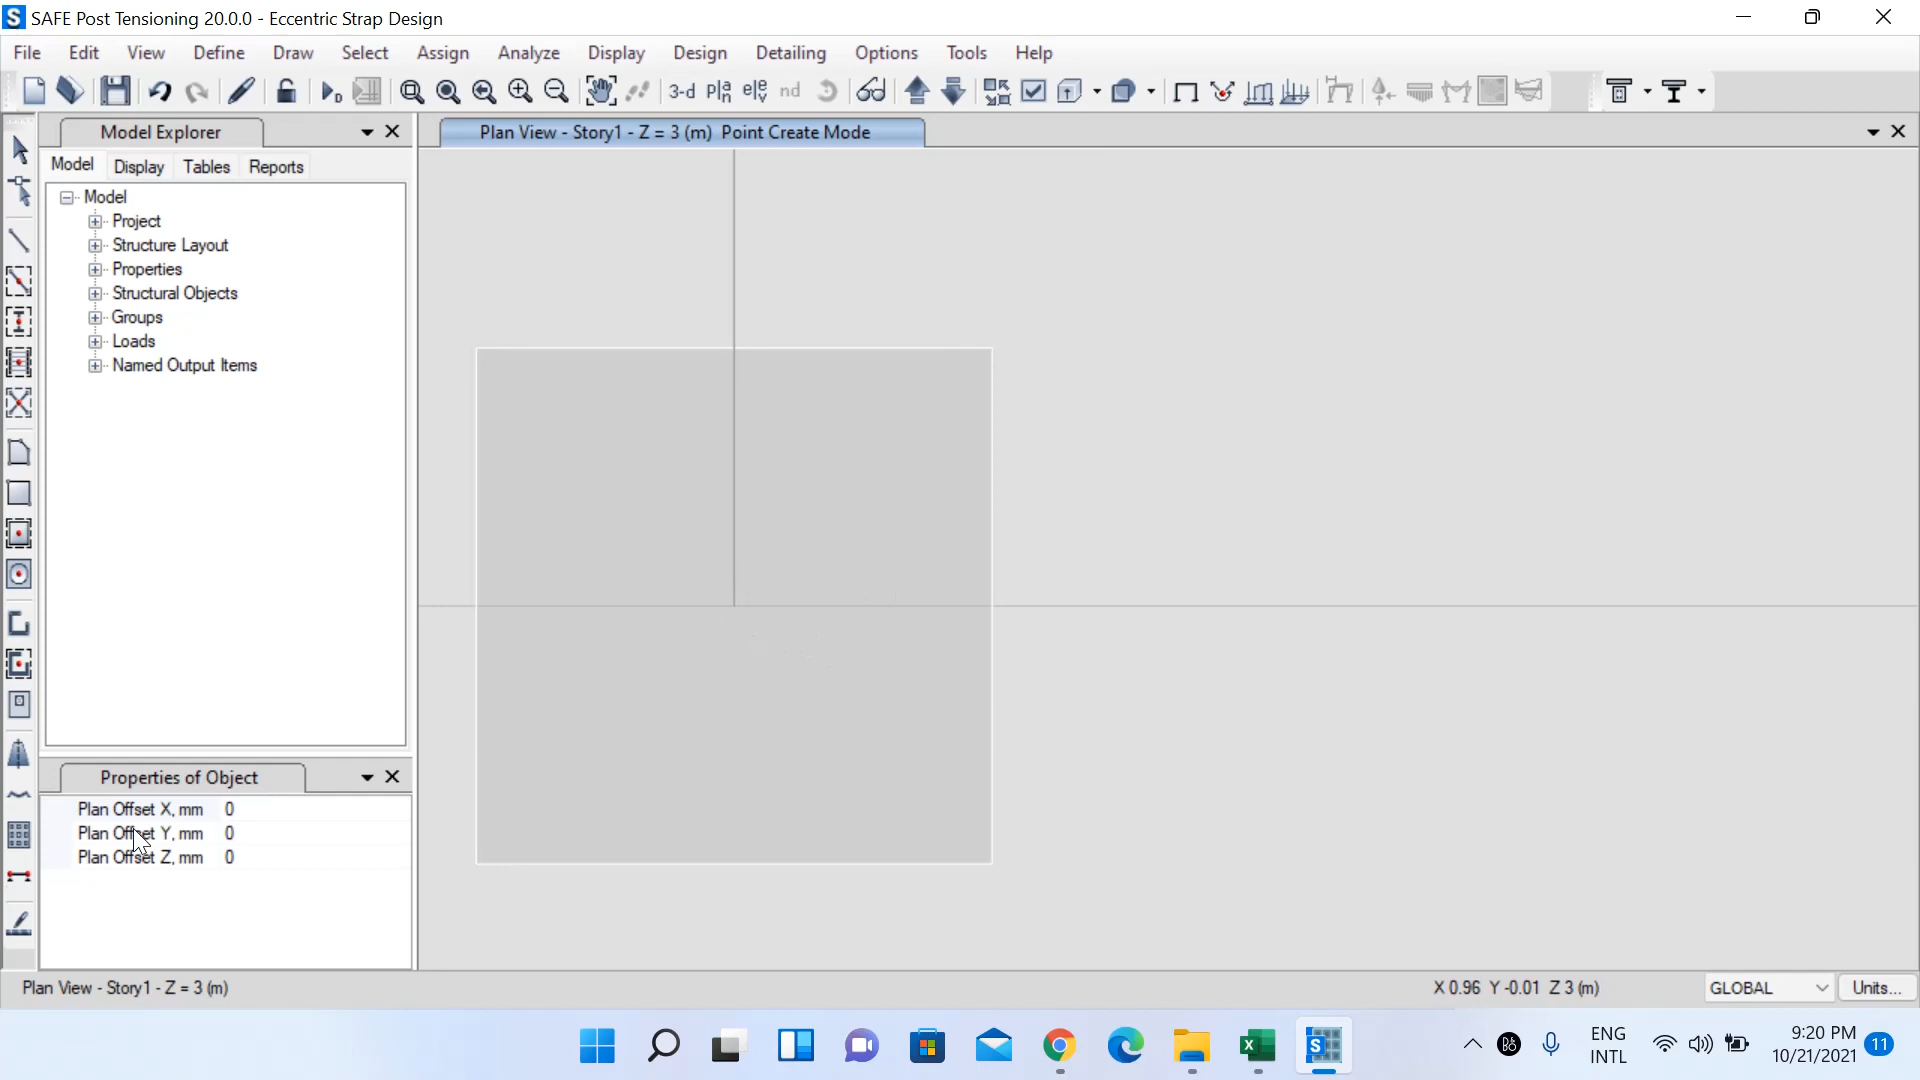 SAFE Post Tensioning 20.0.0 - Eccentric Strap Design
File Edit View Define Draw Select Assign Analyze Display Design Detailing Options Tools Help
3-d
nd
Model Explorer
Plan View - Story1 - Z = 3 (m) Point Create Mode
Model Display Tables Reports
Model
Project
Structure Layout
Properties
Structural Objects
Groups
Loads
Named Output Items
Properties of Object
Plan Offset X, mm 0
Plan Offset Y, mm 0
Plan Offset Z, mm 0
Plan View - Story1 - Z = 3 (m)
X 0.96 Y -0.01 Z 3 (m)
GLOBAL
Units...
ENG
INTL
9:20 PM
10/21/2021
11